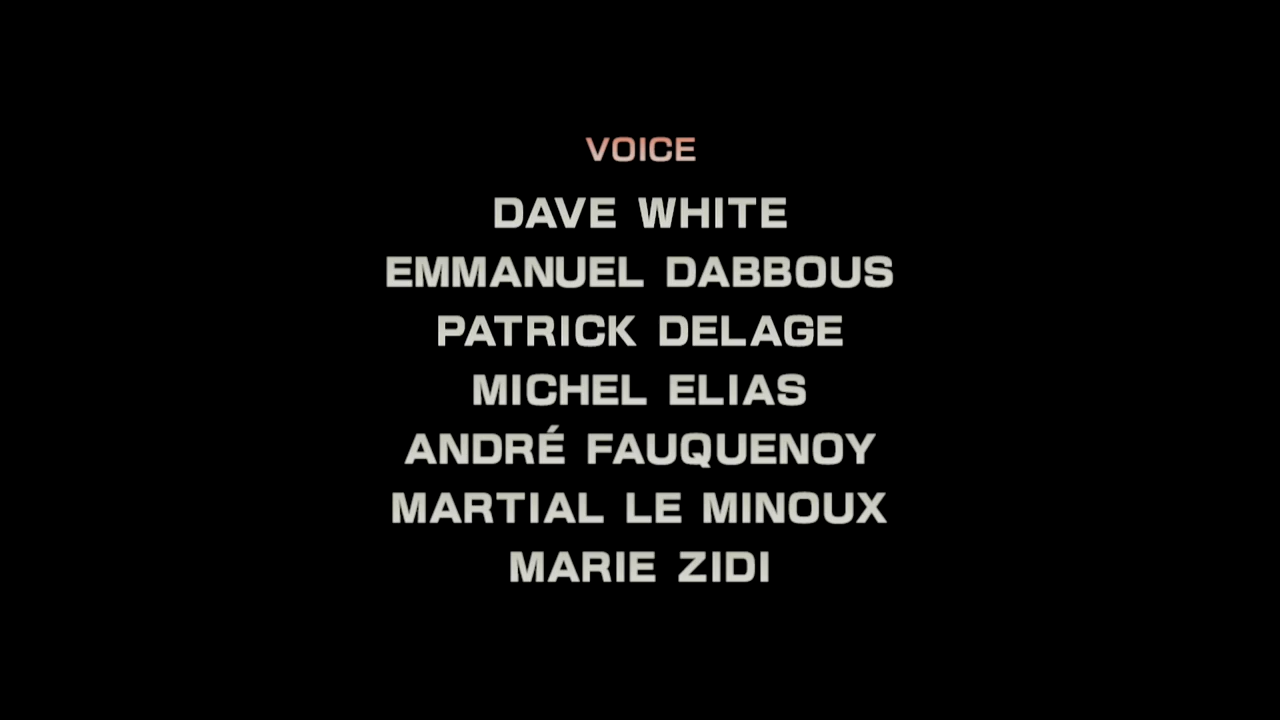 VOICE
DAVE WHITE
EMMANUEL DABBOUS
PATRICK DELAGE
MICHEL ELIAS
ANDRÉ FAUQUENOY
MARTIAL LE MINOUX
MARIE ZIDI